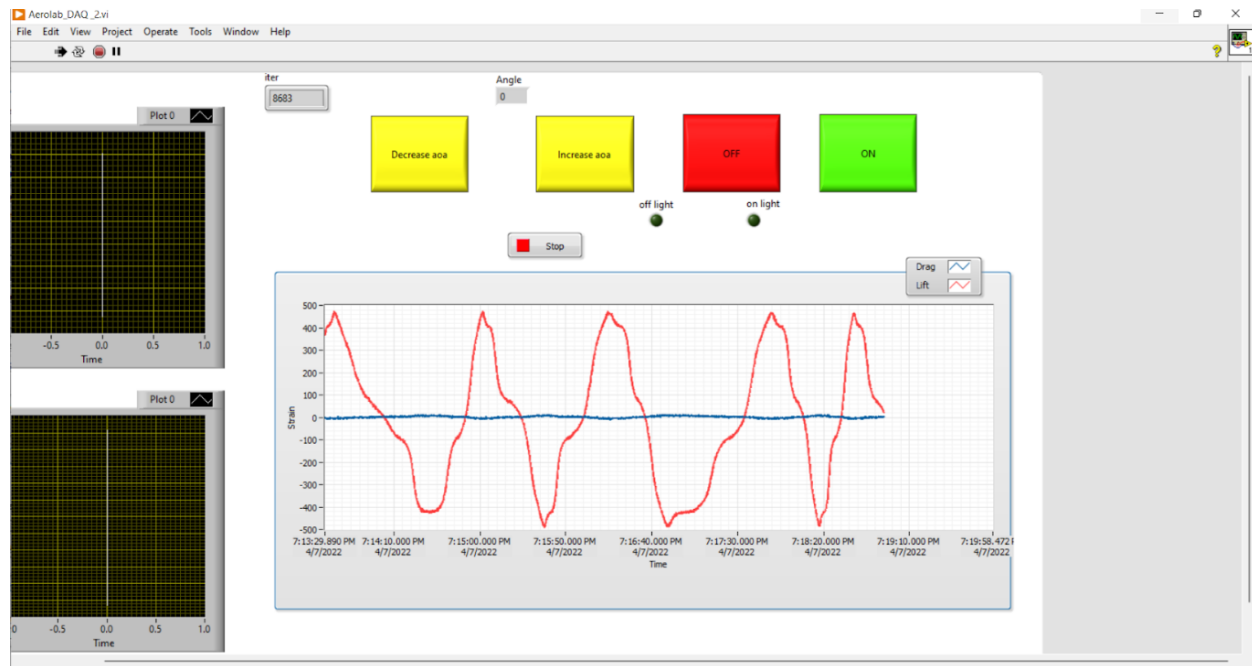 Aerolab_DAQ _2.vi
File Edit View Project Operate Tools Window Help
iter
8683
Angle
0
Plot 0
-0.5 0.0 0.5 1.0
Time
Decrease aoa
Increase aoa
OFF
ON
off light
on light
Stop
Drag
Lift
500
400
300
200
100
0
-100
-200
-300
-400
-500
Strain
7:13:29.890 PM 7:14:10.000 PM 7:15:00.000 PM 7:15:50.000 PM 7:16:40.000 PM 7:17:30.000 PM 7:18:20.000 PM 7:19:10.000 PM 7:19:58.472
4/7/2022 4/7/2022 4/7/2022 4/7/2022 4/7/2022 4/7/2022 4/7/2022 4/7/2022 4/7/2022
Time
Plot 0
0 -0.5 0.0 0.5 1.0
Time